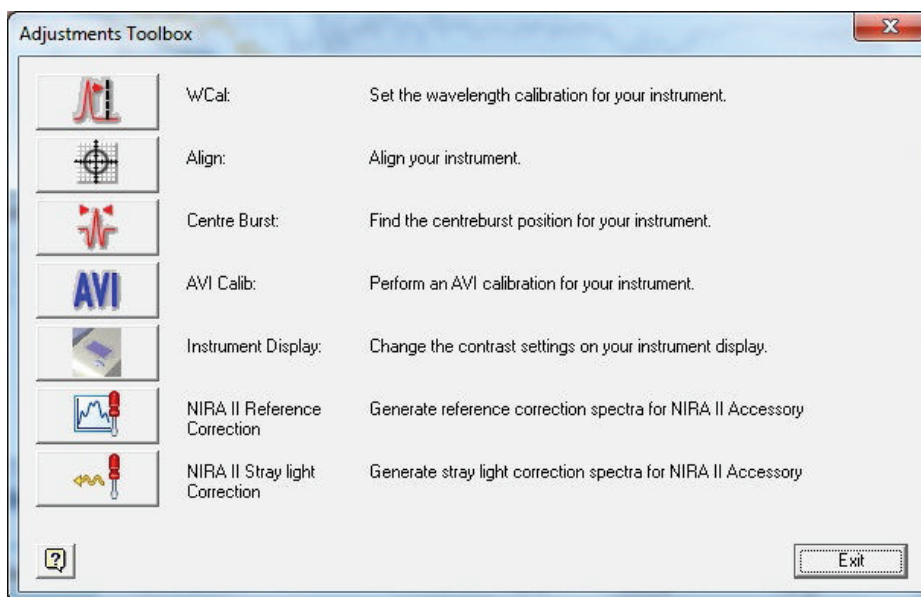 Adjustments Toolbox
WCal: Set the wavelength calibration for your instrument.
Align: Align your instrument.
Centre Burst: Find the centreburst position for your instrument.
AVI
AVI Calib: Perform an AVI calibration for your instrument.
Instrument Display: Change the contrast settings on your instrument display.
NIRA II Reference Generate reference correction spectra for NIRA II Accessory
Correction
NIRA II Stray light Generate stray light correction spectra for NIRA II Accessory
Correction
?
Exit